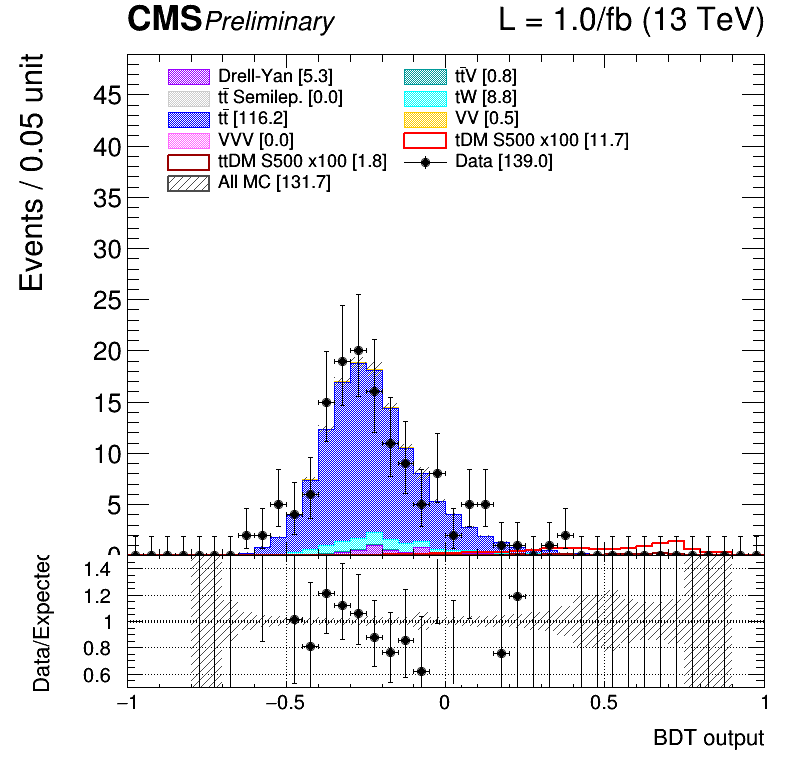 CMS Preliminary L = 1.0/fb (13 TeV)
Events / 0.05 unit
45
40
35
30
25
20
15
10
5
0
Drell-Yan [5.3]
tt̄ Semilep. [0.0]
tt̄ [116.2]
VVV [0.0]
ttDM S500 x100 [1.8]
All MC [131.7]
tt̄V [0.8]
tW [8.8]
VV [0.5]
tDM S500 x100 [11.7]
Data [139.0]
Data/Expected
1.4
1.2
1
0.8
0.6
−1 −0.5 0 0.5 1
BDT output